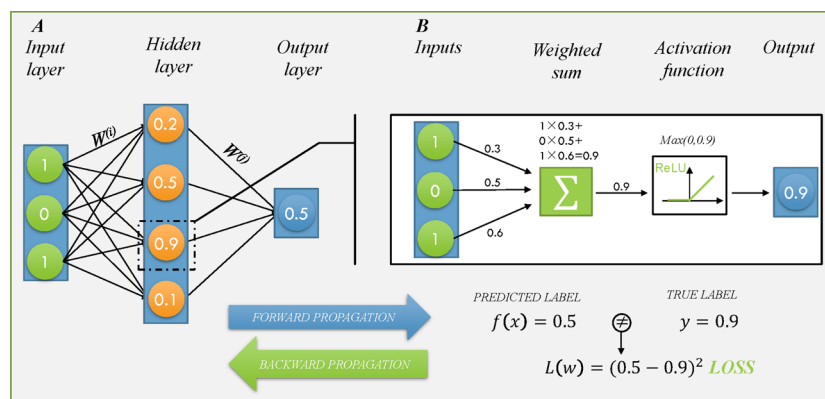 A
Input
layer
Hidden
layer
Output
layer
W(i)
W(j)
1
0
1
0.2
0.5
0.9
0.1
0.5
B
Inputs
Weighted
sum
Activation
function
Output
1
0
1
0.3
0.5
0.6
1×0.3+
0×0.5+
1×0.6=0.9
Σ
0.9
Max(0,0.9)
ReLU
0.9
FORWARD PROPAGATION
BACKWARD PROPAGATION
PREDICTED LABEL
TRUE LABEL
f(x) = 0.5 ≠ y = 0.9
L(w) = (0.5 − 0.9)² LOSS